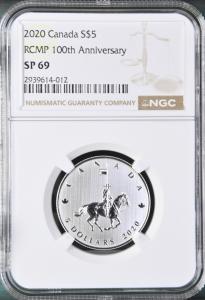 2020 Canada S$5
RCMP 100th Anniversary
SP 69
2939614-012
NUMISMATIC GUARANTY COMPANY
NGC
CANADA
5 DOLLARS 2020